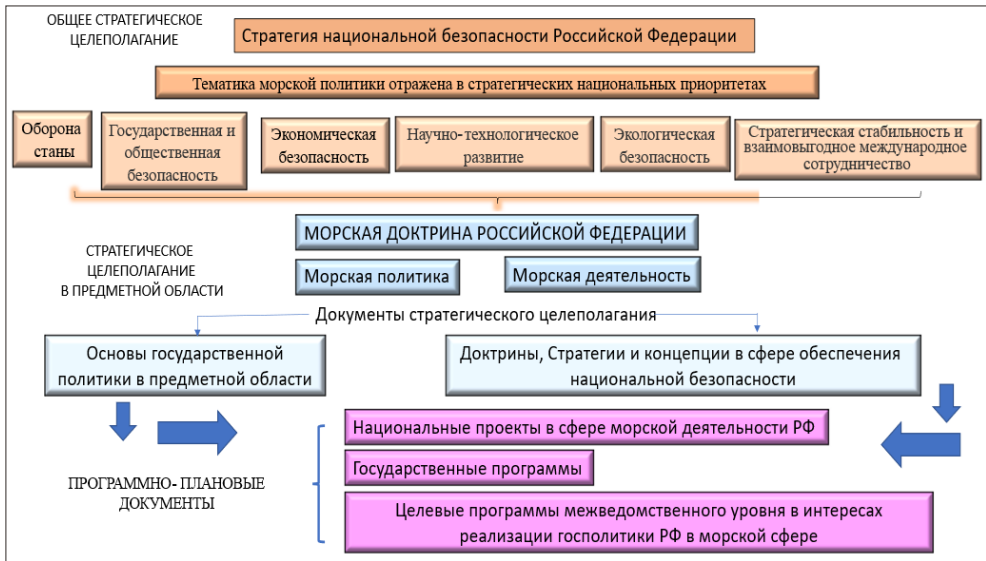 ОБЩЕЕ СТРАТЕГИЧЕСКОЕ
ЦЕЛЕПОЛАГАНИЕ
Стратегия национальной безопасности Российской Федерации
Тематика морской политики отражена в стратегических национальных приоритетах
Оборона
станы
Государственная и
общественная
безопасность
Экономическая
безопасность
Научно-технологическое
развитие
Экологическая
безопасность
Стратегическая стабильность и
взаимовыгодное международное
сотрудничество
МОРСКАЯ ДОКТРИНА РОССИЙСКОЙ ФЕДЕРАЦИИ
СТРАТЕГИЧЕСКОЕ
ЦЕЛЕПОЛАГАНИЕ
В ПРЕДМЕТНОЙ ОБЛАСТИ
Морская политика
Морская деятельность
Документы стратегического целеполагания
Основы государственной
политики в предметной области
Доктрины, Стратегии и концепции в сфере обеспечения
национальной безопасности
ПРОГРАММНО- ПЛАНОВЫЕ
ДОКУМЕНТЫ
Национальные проекты в сфере морской деятельности РФ
Государственные программы
Целевые программы межведомственного уровня в интересах
реализации госполитики РФ в морской сфере